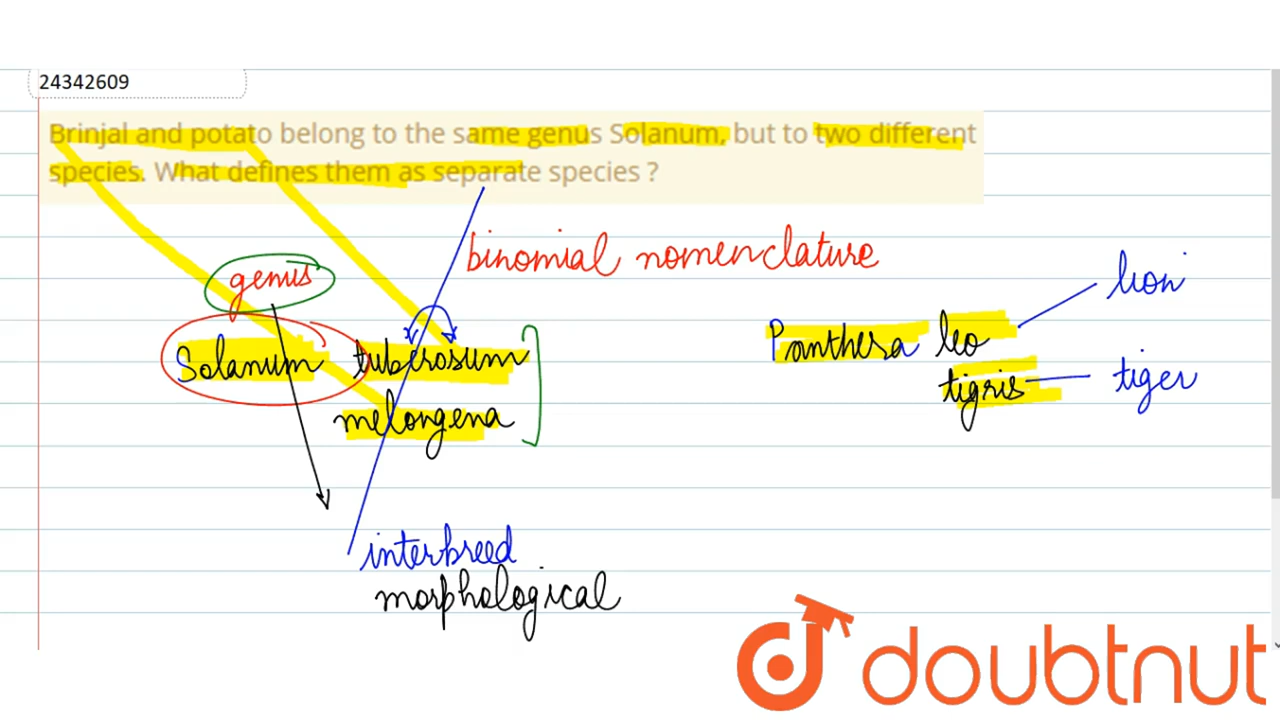 24342609
Brinjal and potato belong to the same genus Solanum, but to two different
species. What defines them as separate species ?
binomial nomenclature
genus
lion
Solanum tuberosum
Panthera leo
melongena
tigris
tiger
interbreed
morphological
doubtnut